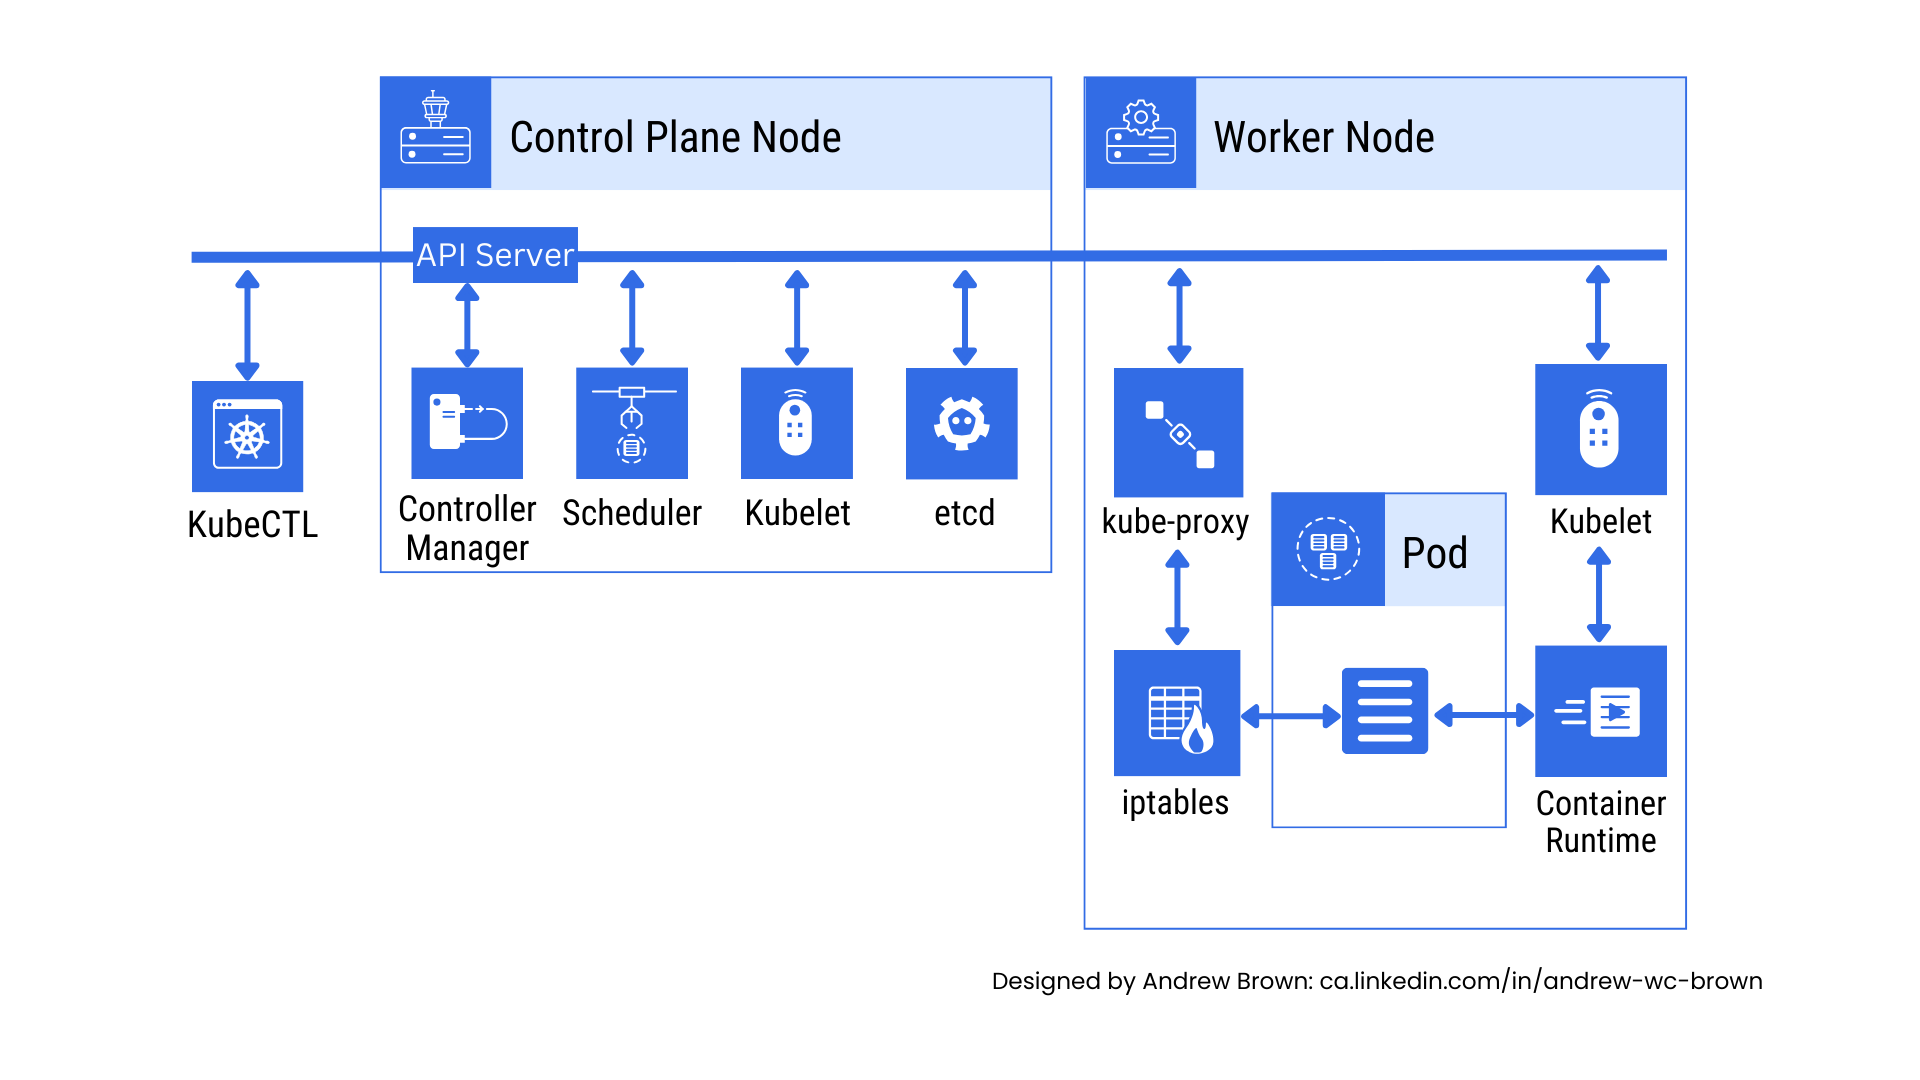 Control Plane Node
Worker Node
API Server
KubeCTL
Controller
Manager
Scheduler
Kubelet
etcd
kube-proxy
Kubelet
Pod
iptables
Container
Runtime
Designed by Andrew Brown: ca.linkedin.com/in/andrew-wc-brown